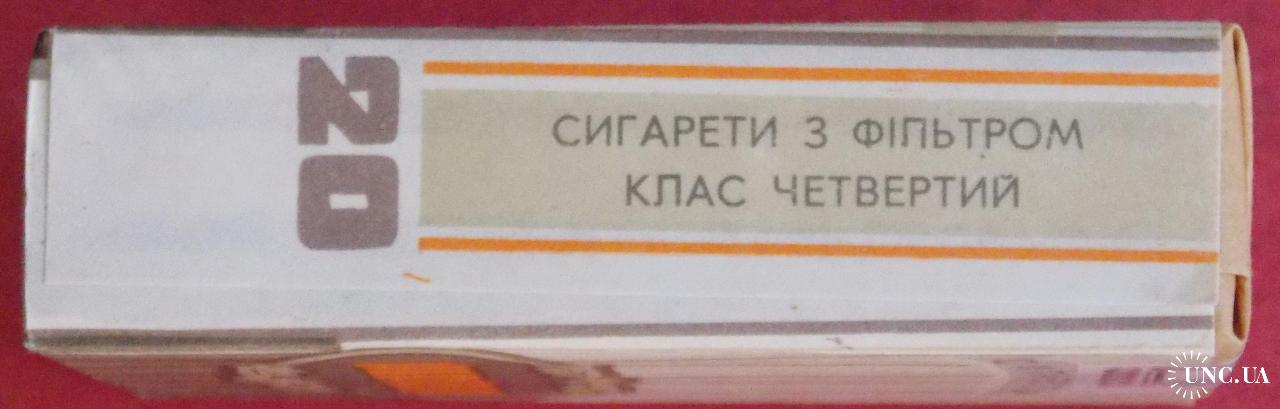 20
СИГАРЕТИ З ФІЛЬТРОМ
КЛАС ЧЕТВЕРТИЙ
UNC.UA